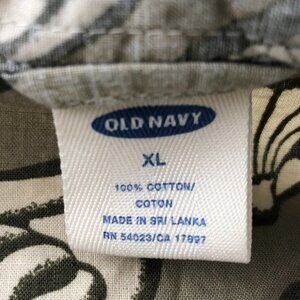 OLD NAVY
XL
100% COTTON/
COTON
MADE IN SRI LANKA
RN 54023/CA 17897